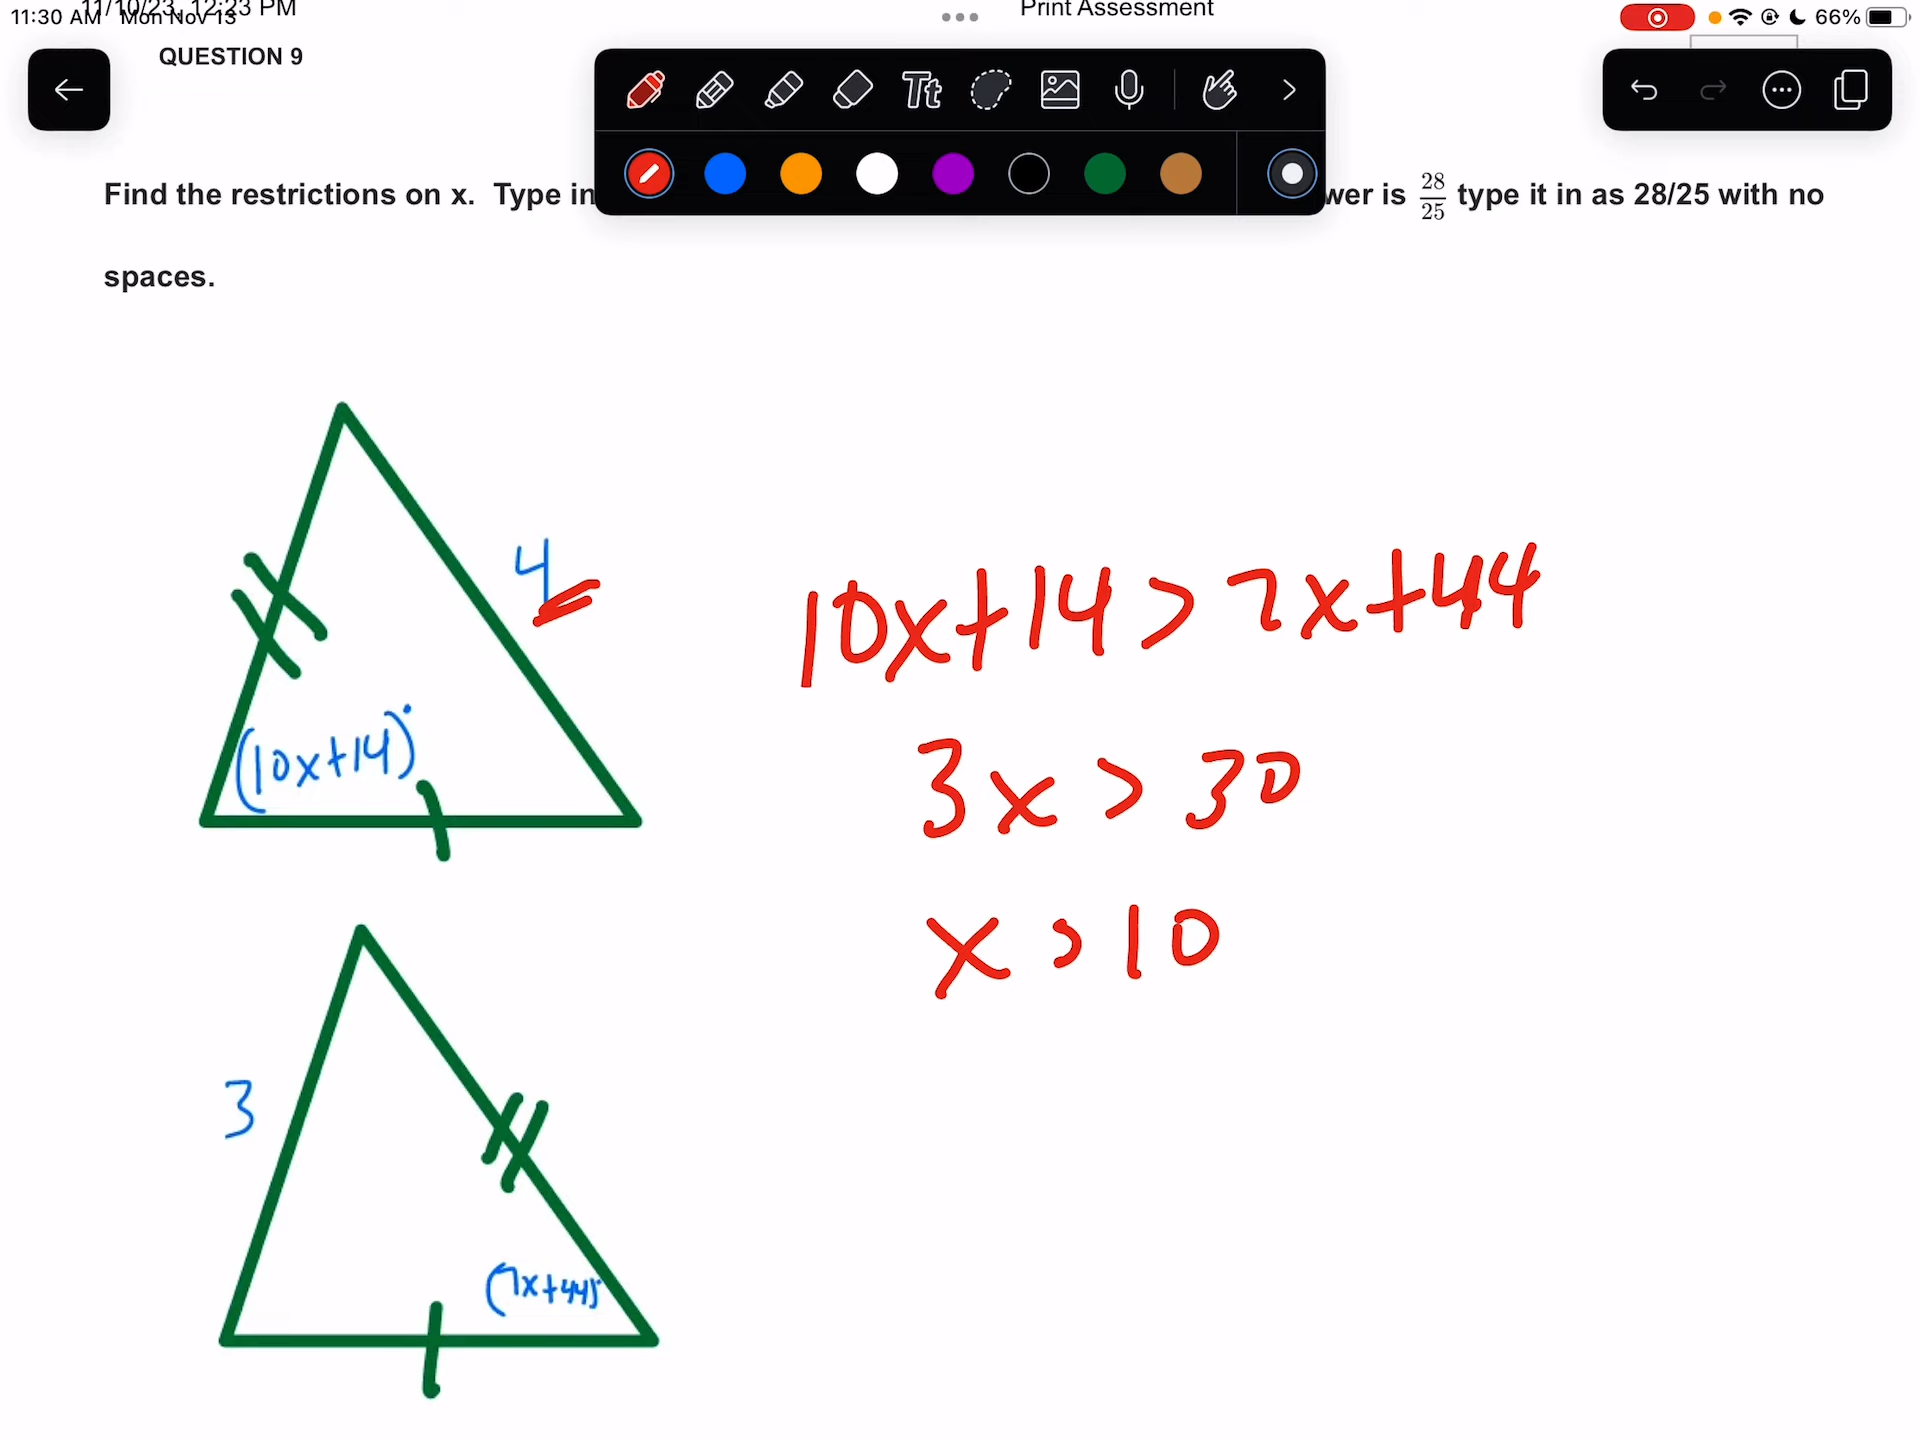 11/10/23, 12:23 PM
Print Assessment
11:30 AM Mon Nov 13
66%
QUESTION 9
Tt
Find the restrictions on x. Type in wer is 28/25 type it in as 28/25 with no
spaces.
4
10x+14>7x+44
(10x+14)°
3x>30
x>10
3
(7x+44)°